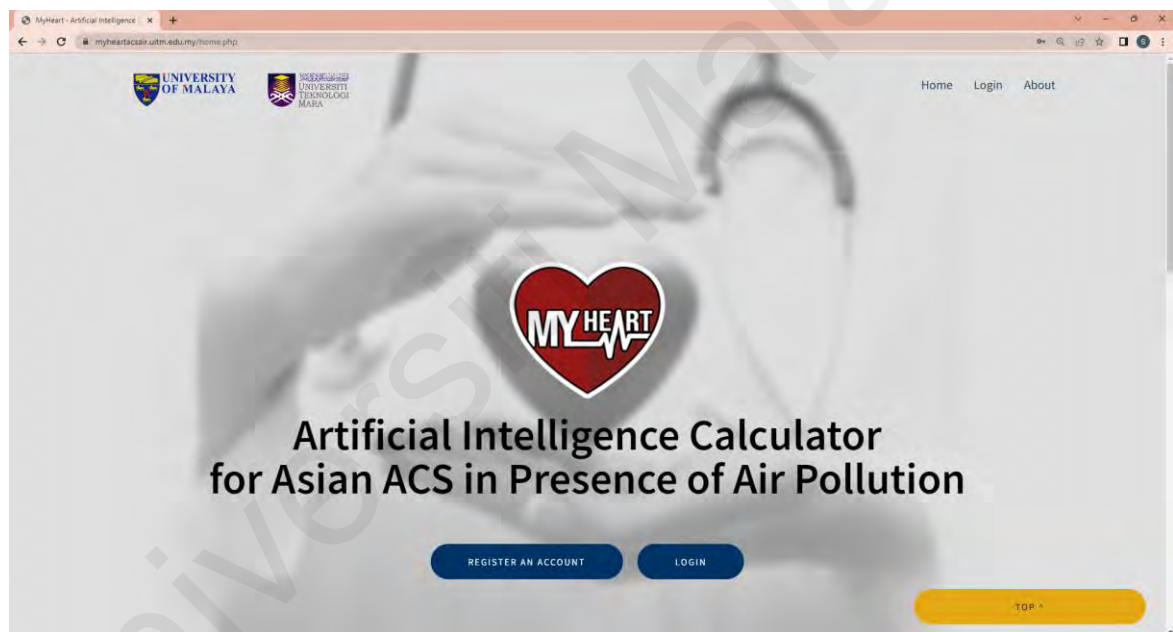 MyHeart - Artificial Intelligence
myheartacsair.uitm.edu.my/home.php
UNIVERSITY
OF MALAYA
UNIVERSITI
TEKNOLOGI
MARA
Home Login About
MY HEART
Artificial Intelligence Calculator
for Asian ACS in Presence of Air Pollution
REGISTER AN ACCOUNT LOGIN
TOP ^